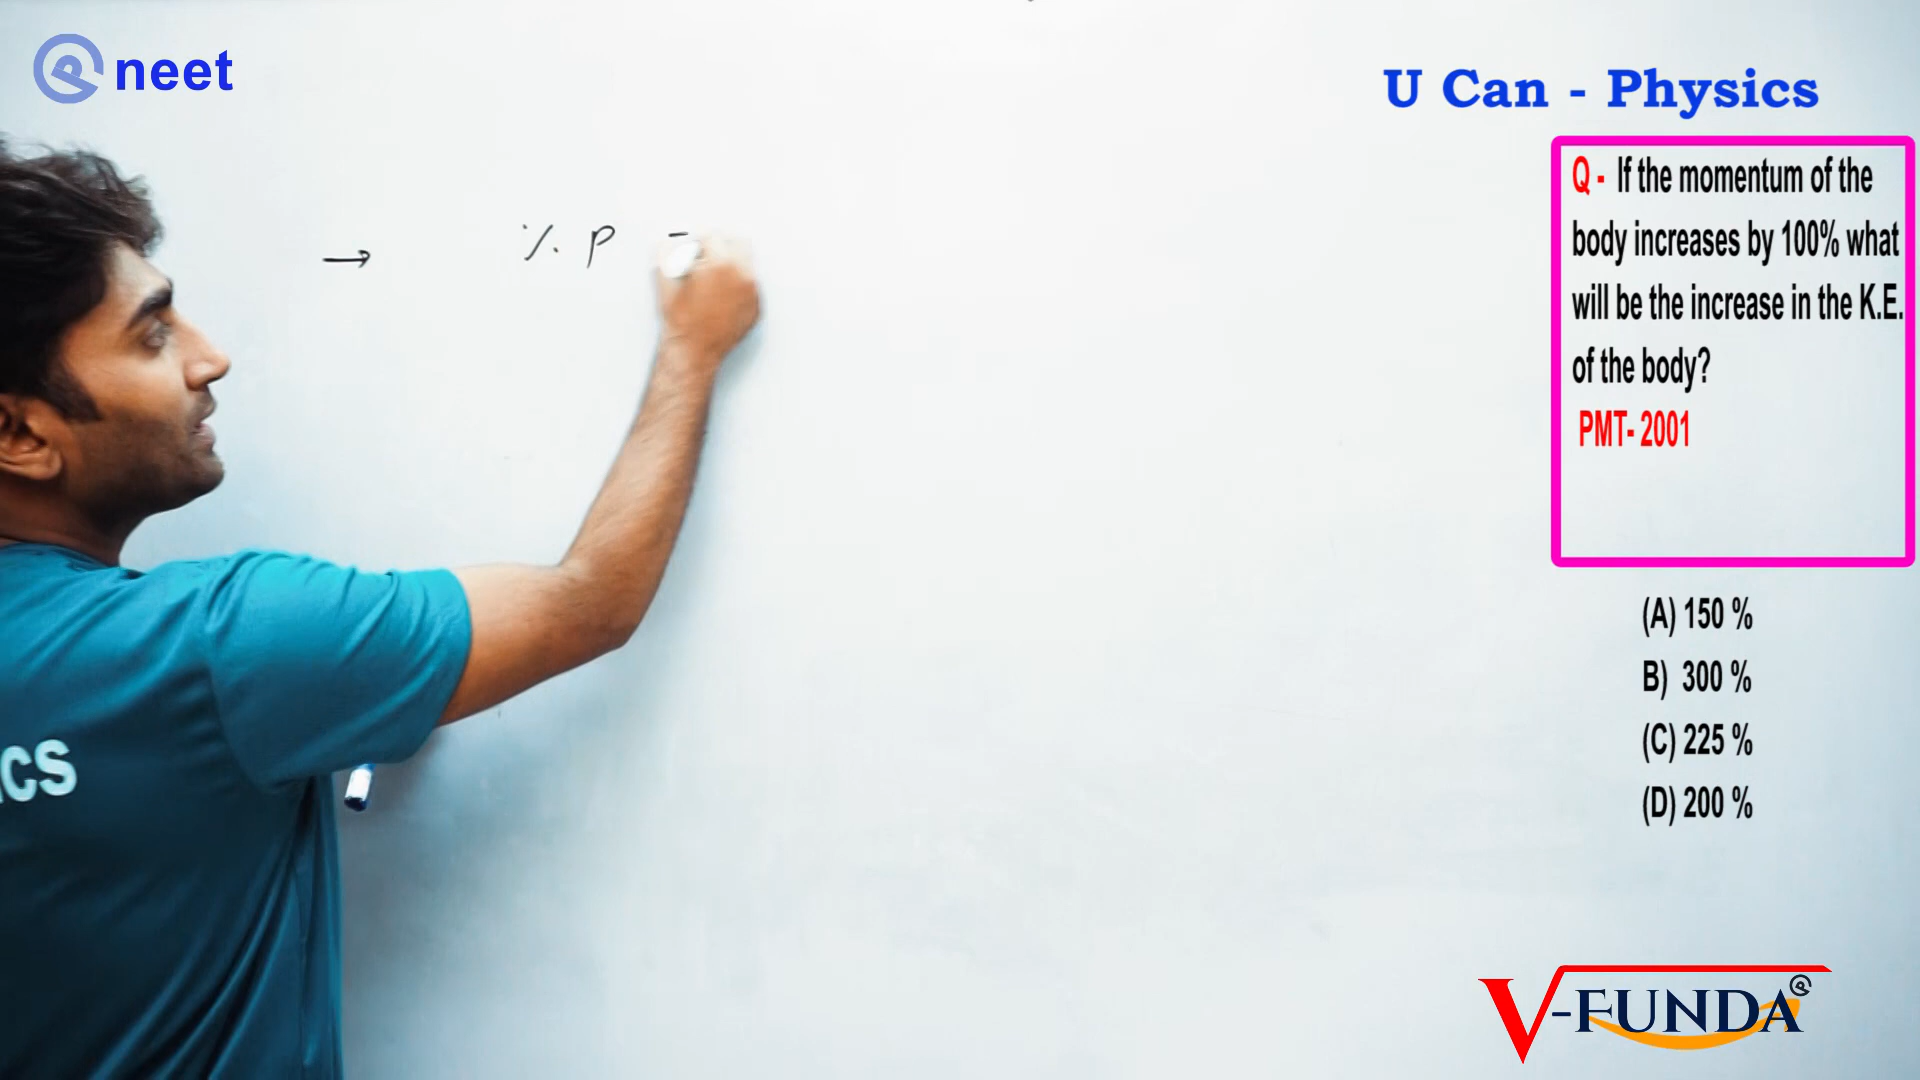 neet
U Can - Physics
Q - If the momentum of the
body increases by 100% what
will be the increase in the K.E.
of the body?
PMT- 2001
→ % P =
(A) 150 %
B) 300 %
(C) 225 %
(D) 200 %
CS
V-FUNDA